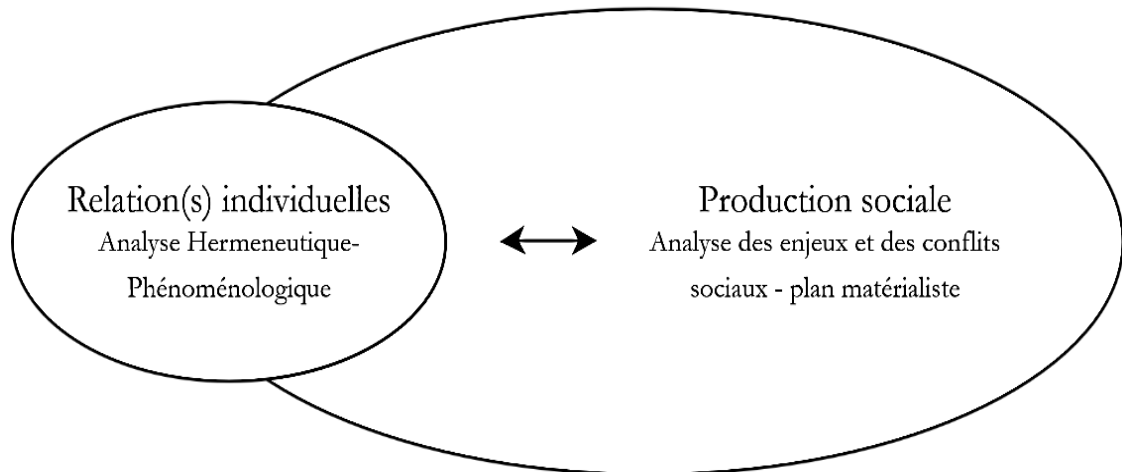 Relation(s) individuelles
Analyse Hermeneutique-
Phénoménologique
Production sociale
Analyse des enjeux et des conflits
sociaux - plan matérialiste